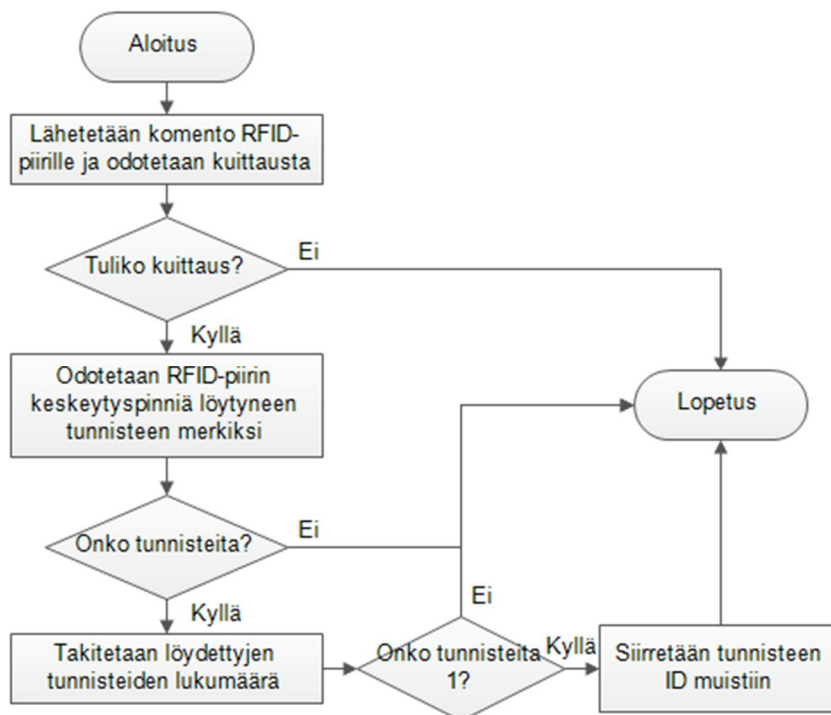 Aloitus
Lähetetään komento RFID-
piirille ja odotetaan kuittausta
Tuliko kuittaus?
Ei
Kyllä
Odotetaan RFID-piirin
keskeytyspinniä löytyneen
tunnisteen merkiksi
Lopetus
Onko tunnisteita?
Ei
Kyllä
Takitetaan löydettyjen
tunnisteiden lukumäärä
Ei
Onko tunnisteita
1?
Kyllä
Siirretään tunnisteen
ID muistiin